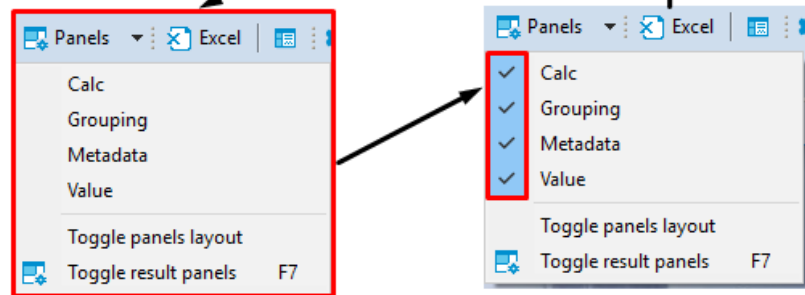 Panels Excel
Calc
Grouping
Metadata
Value
Toggle panels layout
Toggle result panels F7
Panels Excel
Calc
Grouping
Metadata
Value
Toggle panels layout
Toggle result panels F7